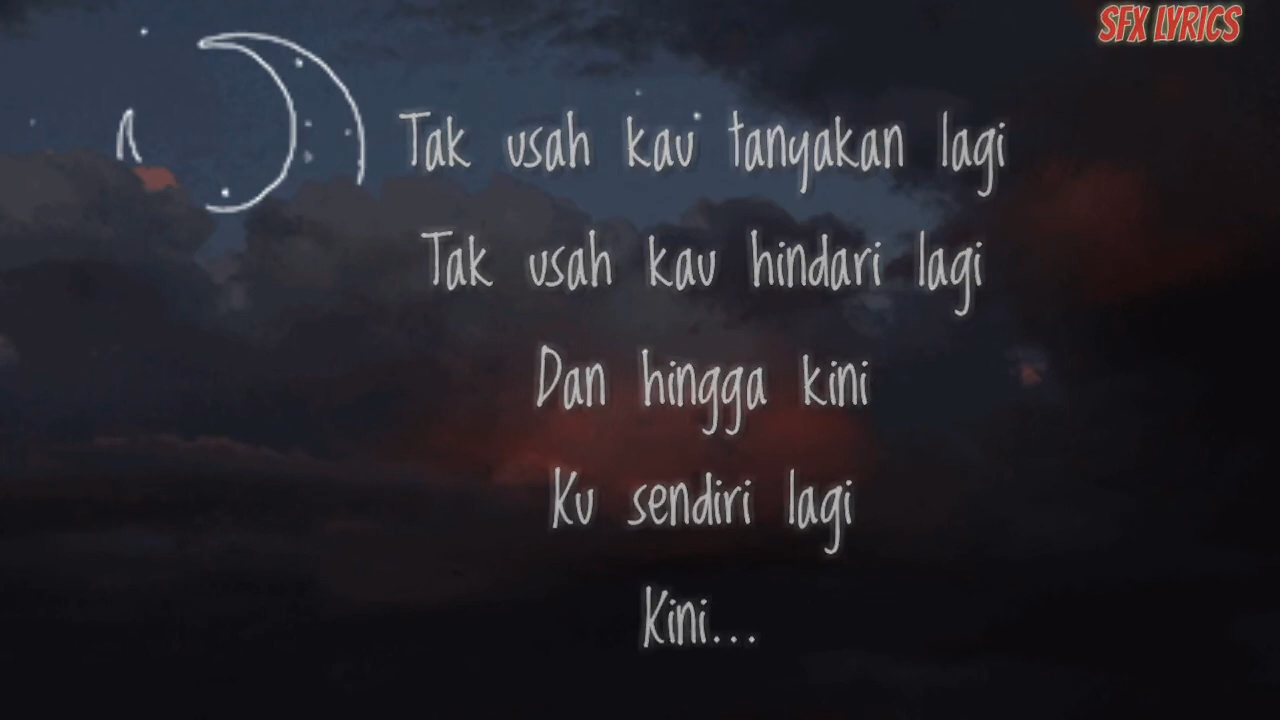 SFX LYRICS
Tak usah kau tanyakan lagi
Tak usah kau hindari lagi
Dan hingga kini
Ku sendiri lagi
Kini...